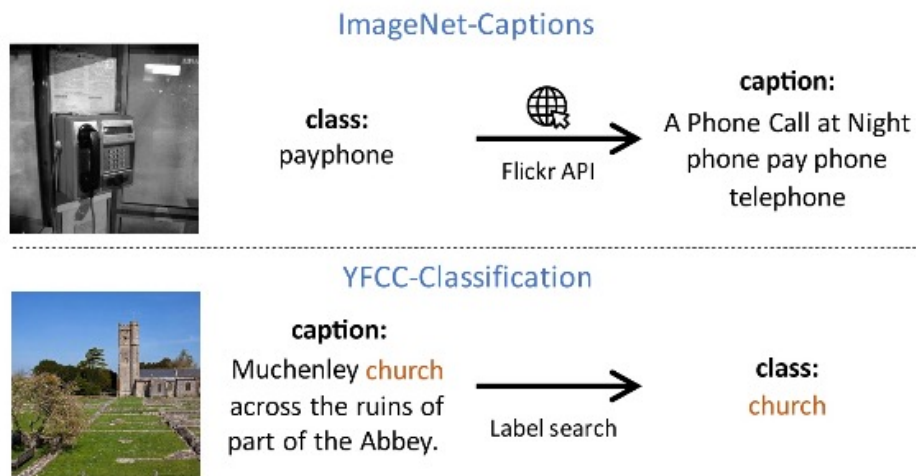 ImageNet-Captions
class:
payphone
Flickr API
caption:
A Phone Call at Night
phone pay phone
telephone
YFCC-Classification
caption:
Muchenley church
across the ruins of
part of the Abbey.
Label search
class:
church